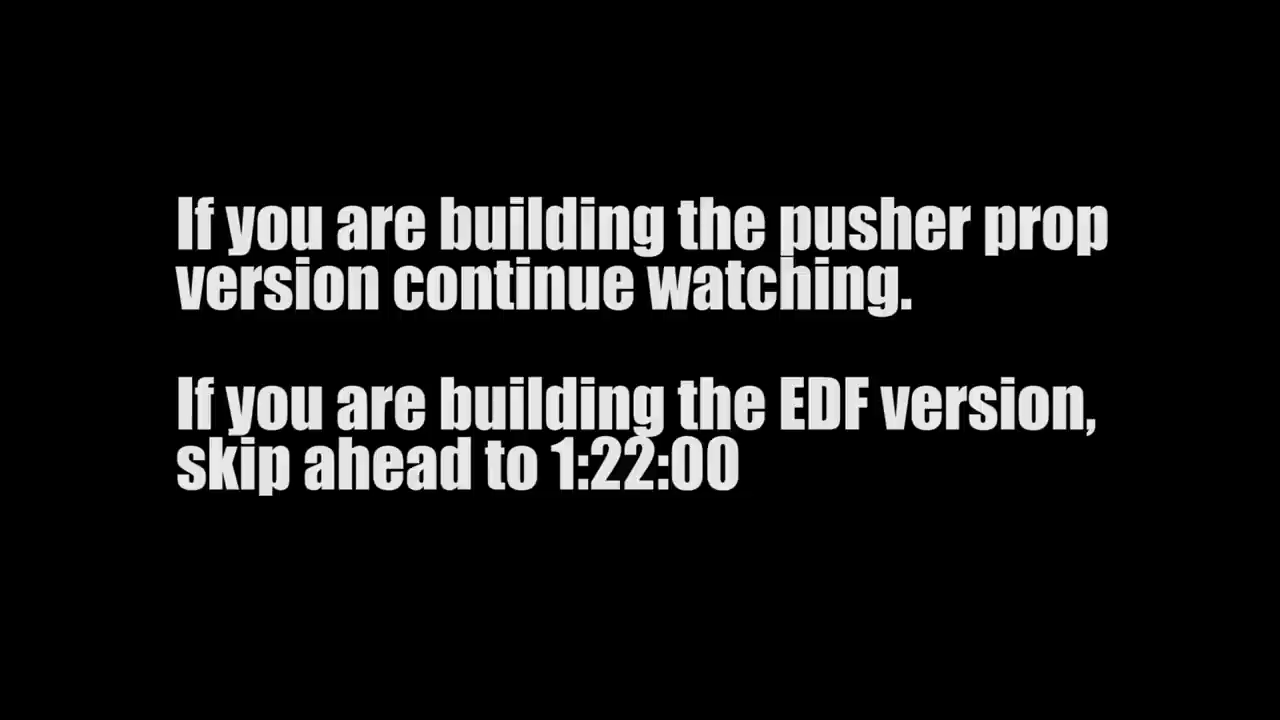 If you are building the pusher prop
version continue watching.
If you are building the EDF version,
skip ahead to 1:22:00